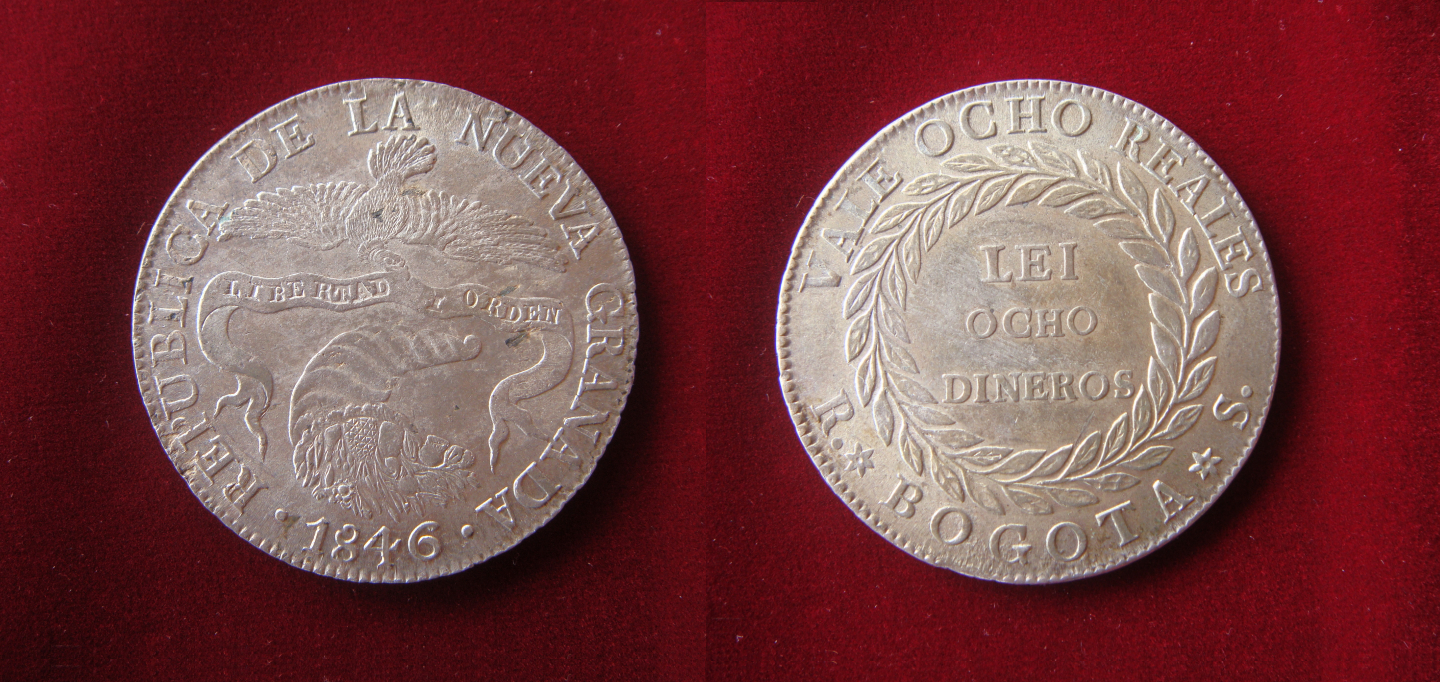 REPUBLICA DE LA NUEVA GRANADA
LIBERTAD Y ORDEN
· 1846 ·
VALE OCHO REALES
LEI
OCHO
DINEROS
R. * BOGOTA * S.